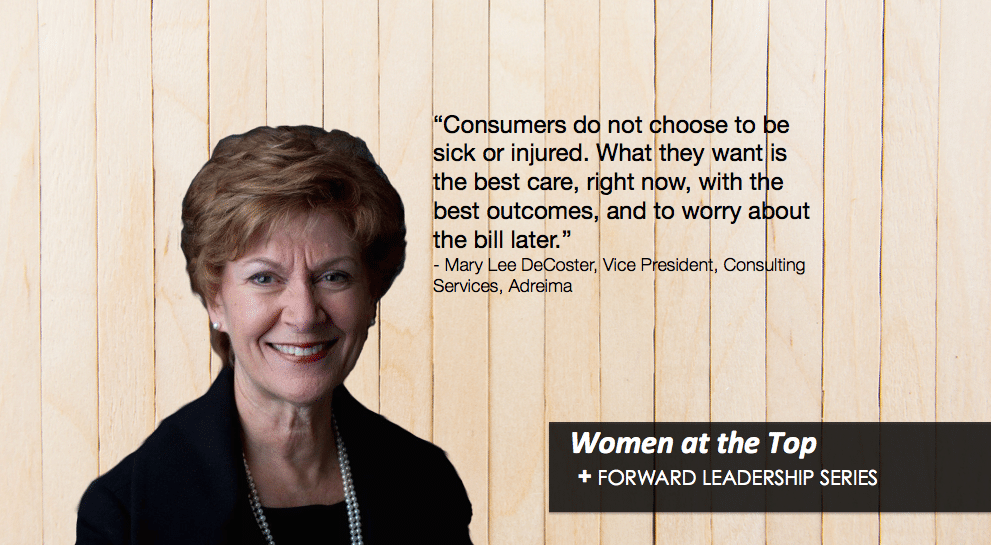 “Consumers do not choose to be
sick or injured. What they want is
the best care, right now, with the
best outcomes, and to worry about
the bill later.”
- Mary Lee DeCoster, Vice President, Consulting
Services, Adreima
Women at the Top
+ FORWARD LEADERSHIP SERIES